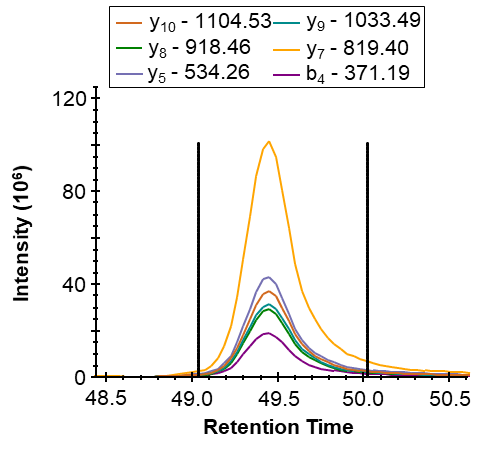 y10 - 1104.53 y9 - 1033.49
y8 - 918.46 y7 - 819.40
y5 - 534.26 b4 - 371.19
120
80
40
0
Intensity (10⁶)
48.5 49.0 49.5 50.0 50.5
Retention Time